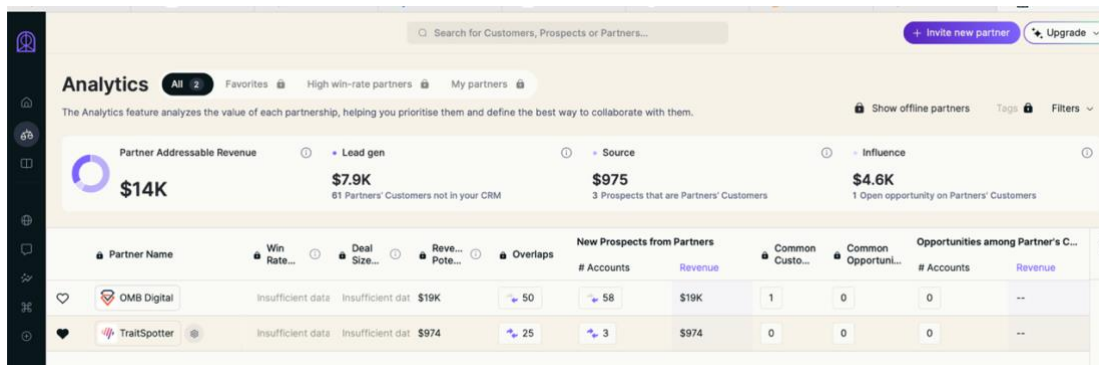 Search for Customers, Prospects or Partners...
+ Invite new partner
Upgrade
Analytics
All 2
Favorites
High win-rate partners
My partners
The Analytics feature analyzes the value of each partnership, helping you prioritise them and define the best way to collaborate with them.
Show offline partners
Tags
Filters
Partner Addressable Revenue
$14K
Lead gen
$7.9K
61 Partners' Customers not in your CRM
Source
$975
3 Prospects that are Partners' Customers
Influence
$4.6K
1 Open opportunity on Partners' Customers
Partner Name
Win Rate...
Deal Size...
Reve... Pote...
Overlaps
New Prospects from Partners
# Accounts
Revenue
Common Custo...
Common Opportuni...
Opportunities among Partner's C...
# Accounts
Revenue
OMB Digital
Insufficient data
Insufficient dat
$19K
50
58
$19K
1
0
0
--
TraitSpotter
Insufficient data
Insufficient dat
$974
25
3
$974
0
0
0
--